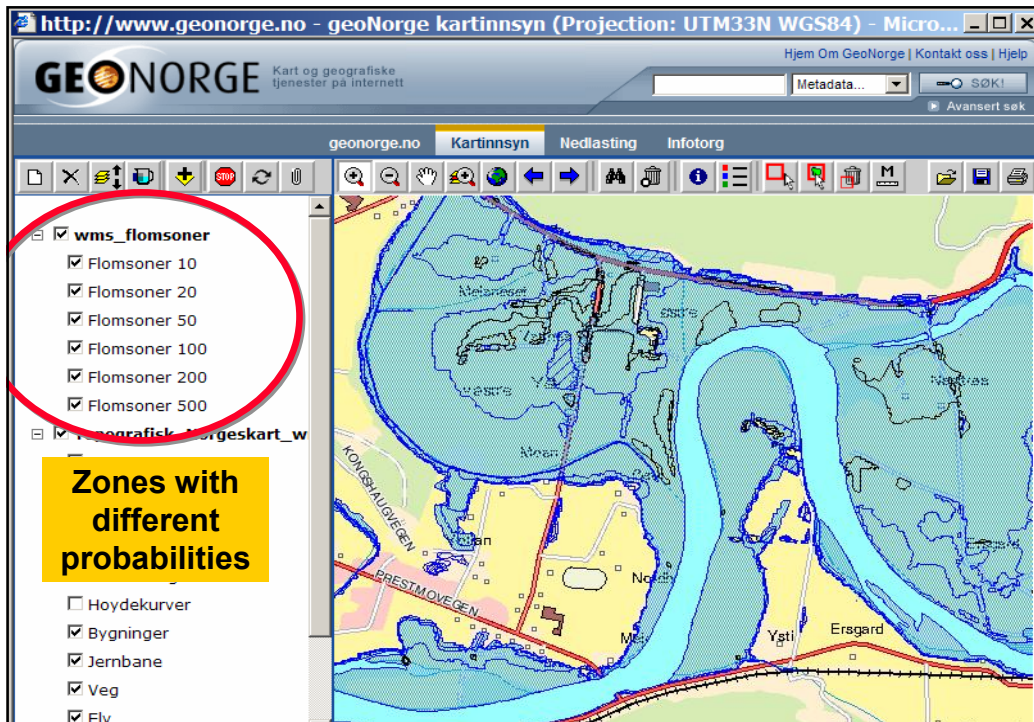 http://www.geonorge.no - geoNorge kartinnsyn (Projection: UTM33N WGS84) - Micro...
Hjem Om GeoNorge | Kontakt oss | Hjelp
GEONORGE
Kart og geografiske
tjenester på internett
Metadata...
SØK!
Avansert søk
geonorge.no Kartinnsyn Nedlasting Infotorg
STOP
M
wms_flomsoner
Flomsoner 10
Flomsoner 20
Flomsoner 50
Flomsoner 100
Flomsoner 200
Flomsoner 500
Zones with
different
probabilities
Hoydekurver
Bygninger
Jernbane
Veg
Elv
KONGSHAUGVEGEN
PRESTMOVEGEN
Ysti
Ersgard